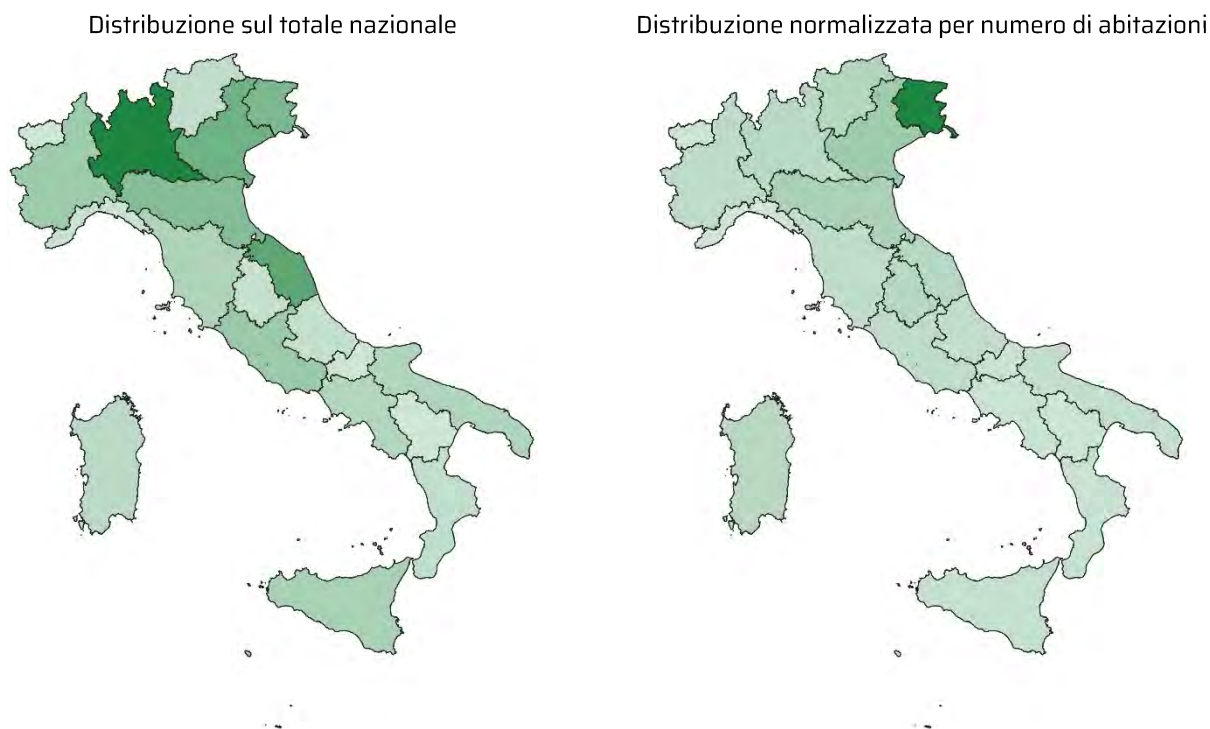 Distribuzione sul totale nazionale
Distribuzione normalizzata per numero di abitazioni